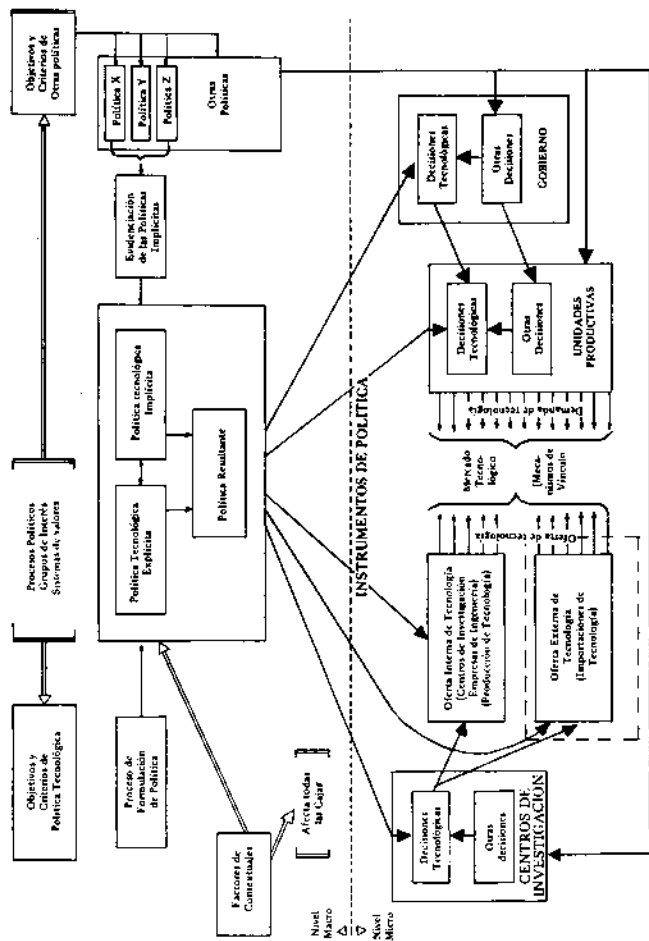 Objetivos y
Criterios de
Política Tecnológica
Procesos Políticos
Grupos de Interés
Sistemas de valores
Objetivos y
Criterios de
Otras políticas
Proceso de
Formulación
de Política
Política Tecnológica
Explícita
Política tecnológica
Implícita
Política Resultante
Evidenciación
de las Políticas
Implícitas
Política X
Política Y
Política Z
Otras
Políticas
Factores de
Contextuales
Afecta todas
las Cajas
Nivel
Macro
Nivel
Micro
INSTRUMENTOS DE POLITICA
Decisiones
Tecnológicas
Otras
decisiones
CENTROS DE
INVESTIGACION
Oferta Interna de Tecnología
(Centros de Investigación
Empresas de Ingeniería)
(Producción de Tecnología)
Oferta Externa de
Tecnología
(Importaciones de
Tecnología)
Oferta de tecnología
Mercado
Tecno-
lógico
(Meca-
nismos de
Vínculo
Demanda de tecnología
Decisiones
Tecnológicas
Otras
Decisiones
UNIDADES
PRODUCTIVAS
Decisiones
Tecnológicas
Otras
Decisiones
GOBIERNO